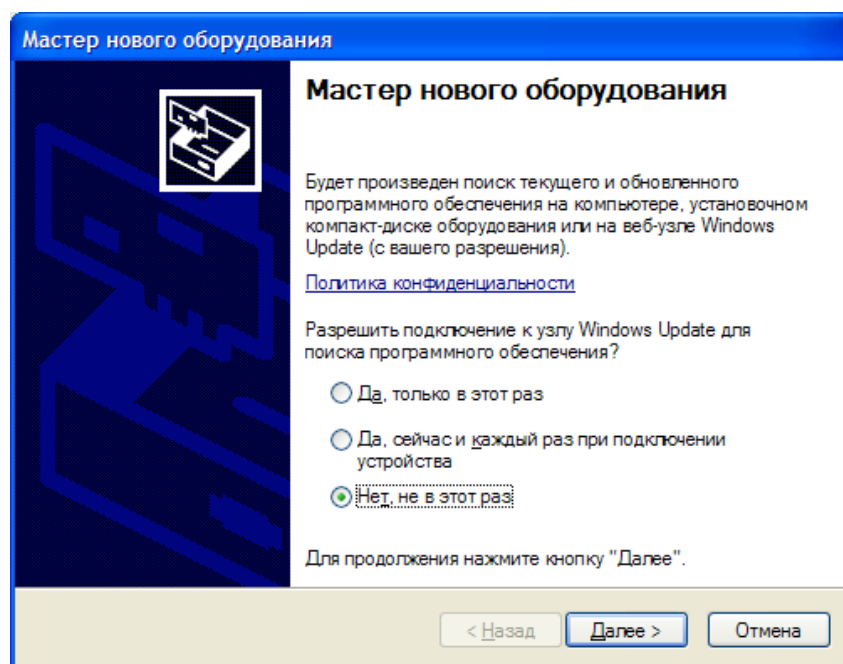 Мастер нового оборудования
Мастер нового оборудования
Будет произведен поиск текущего и обновленного
программного обеспечения на компьютере, установочном
компакт-диске оборудования или на веб-узле Windows
Update (с вашего разрешения).
Политика конфиденциальности
Разрешить подключение к узлу Windows Update для
поиска программного обеспечения?
Да, только в этот раз
Да, сейчас и каждый раз при подключении
устройства
Нет, не в этот раз
Для продолжения нажмите кнопку "Далее".
< Назад Далее > Отмена